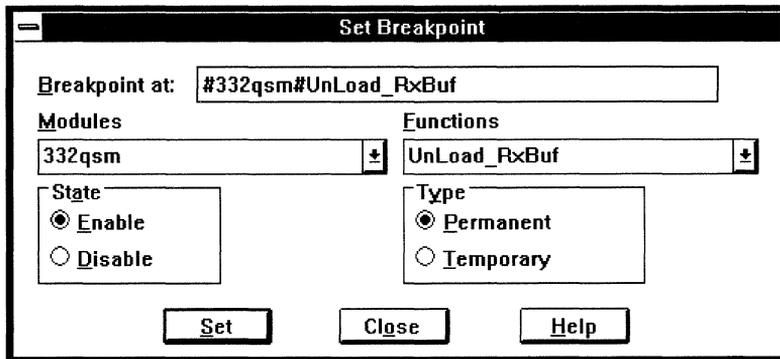 Set Breakpoint
Breakpoint at: #332qsm#UnLoad_RxBuf
Modules Functions
332qsm UnLoad_RxBuf
State Type
Enable Permanent
Disable Temporary
Set Close Help